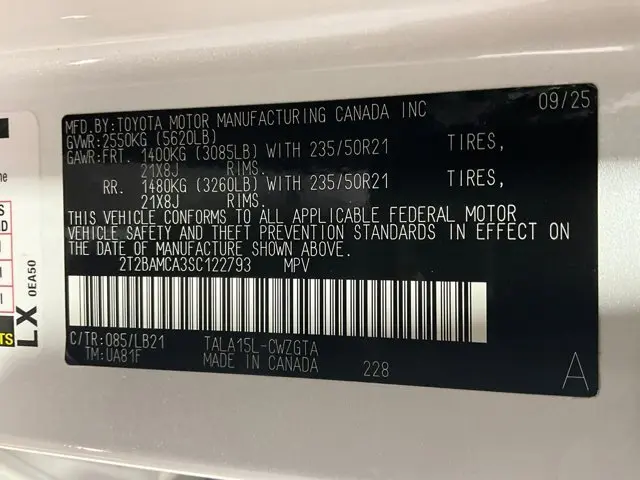 MFD.BY:TOYOTA MOTOR MANUFACTURING CANADA INC 09/25
GVWR:2550KG (5620LB)
GAWR:FRT. 1400KG (3085LB) WITH 235/50R21 TIRES,
21X8J RIMS.
RR. 1480KG (3260LB) WITH 235/50R21 TIRES,
21X8J RIMS.
THIS VEHICLE CONFORMS TO ALL APPLICABLE FEDERAL MOTOR
VEHICLE SAFETY AND THEFT PREVENTION STANDARDS IN EFFECT ON
THE DATE OF MANUFACTURE SHOWN ABOVE.
2T2BAMCA3SC122793 MPV
C/TR:085/LB21 TALA15L-CWZGTA
TM:UA81F MADE IN CANADA 228
A
LX
0EA50
TS